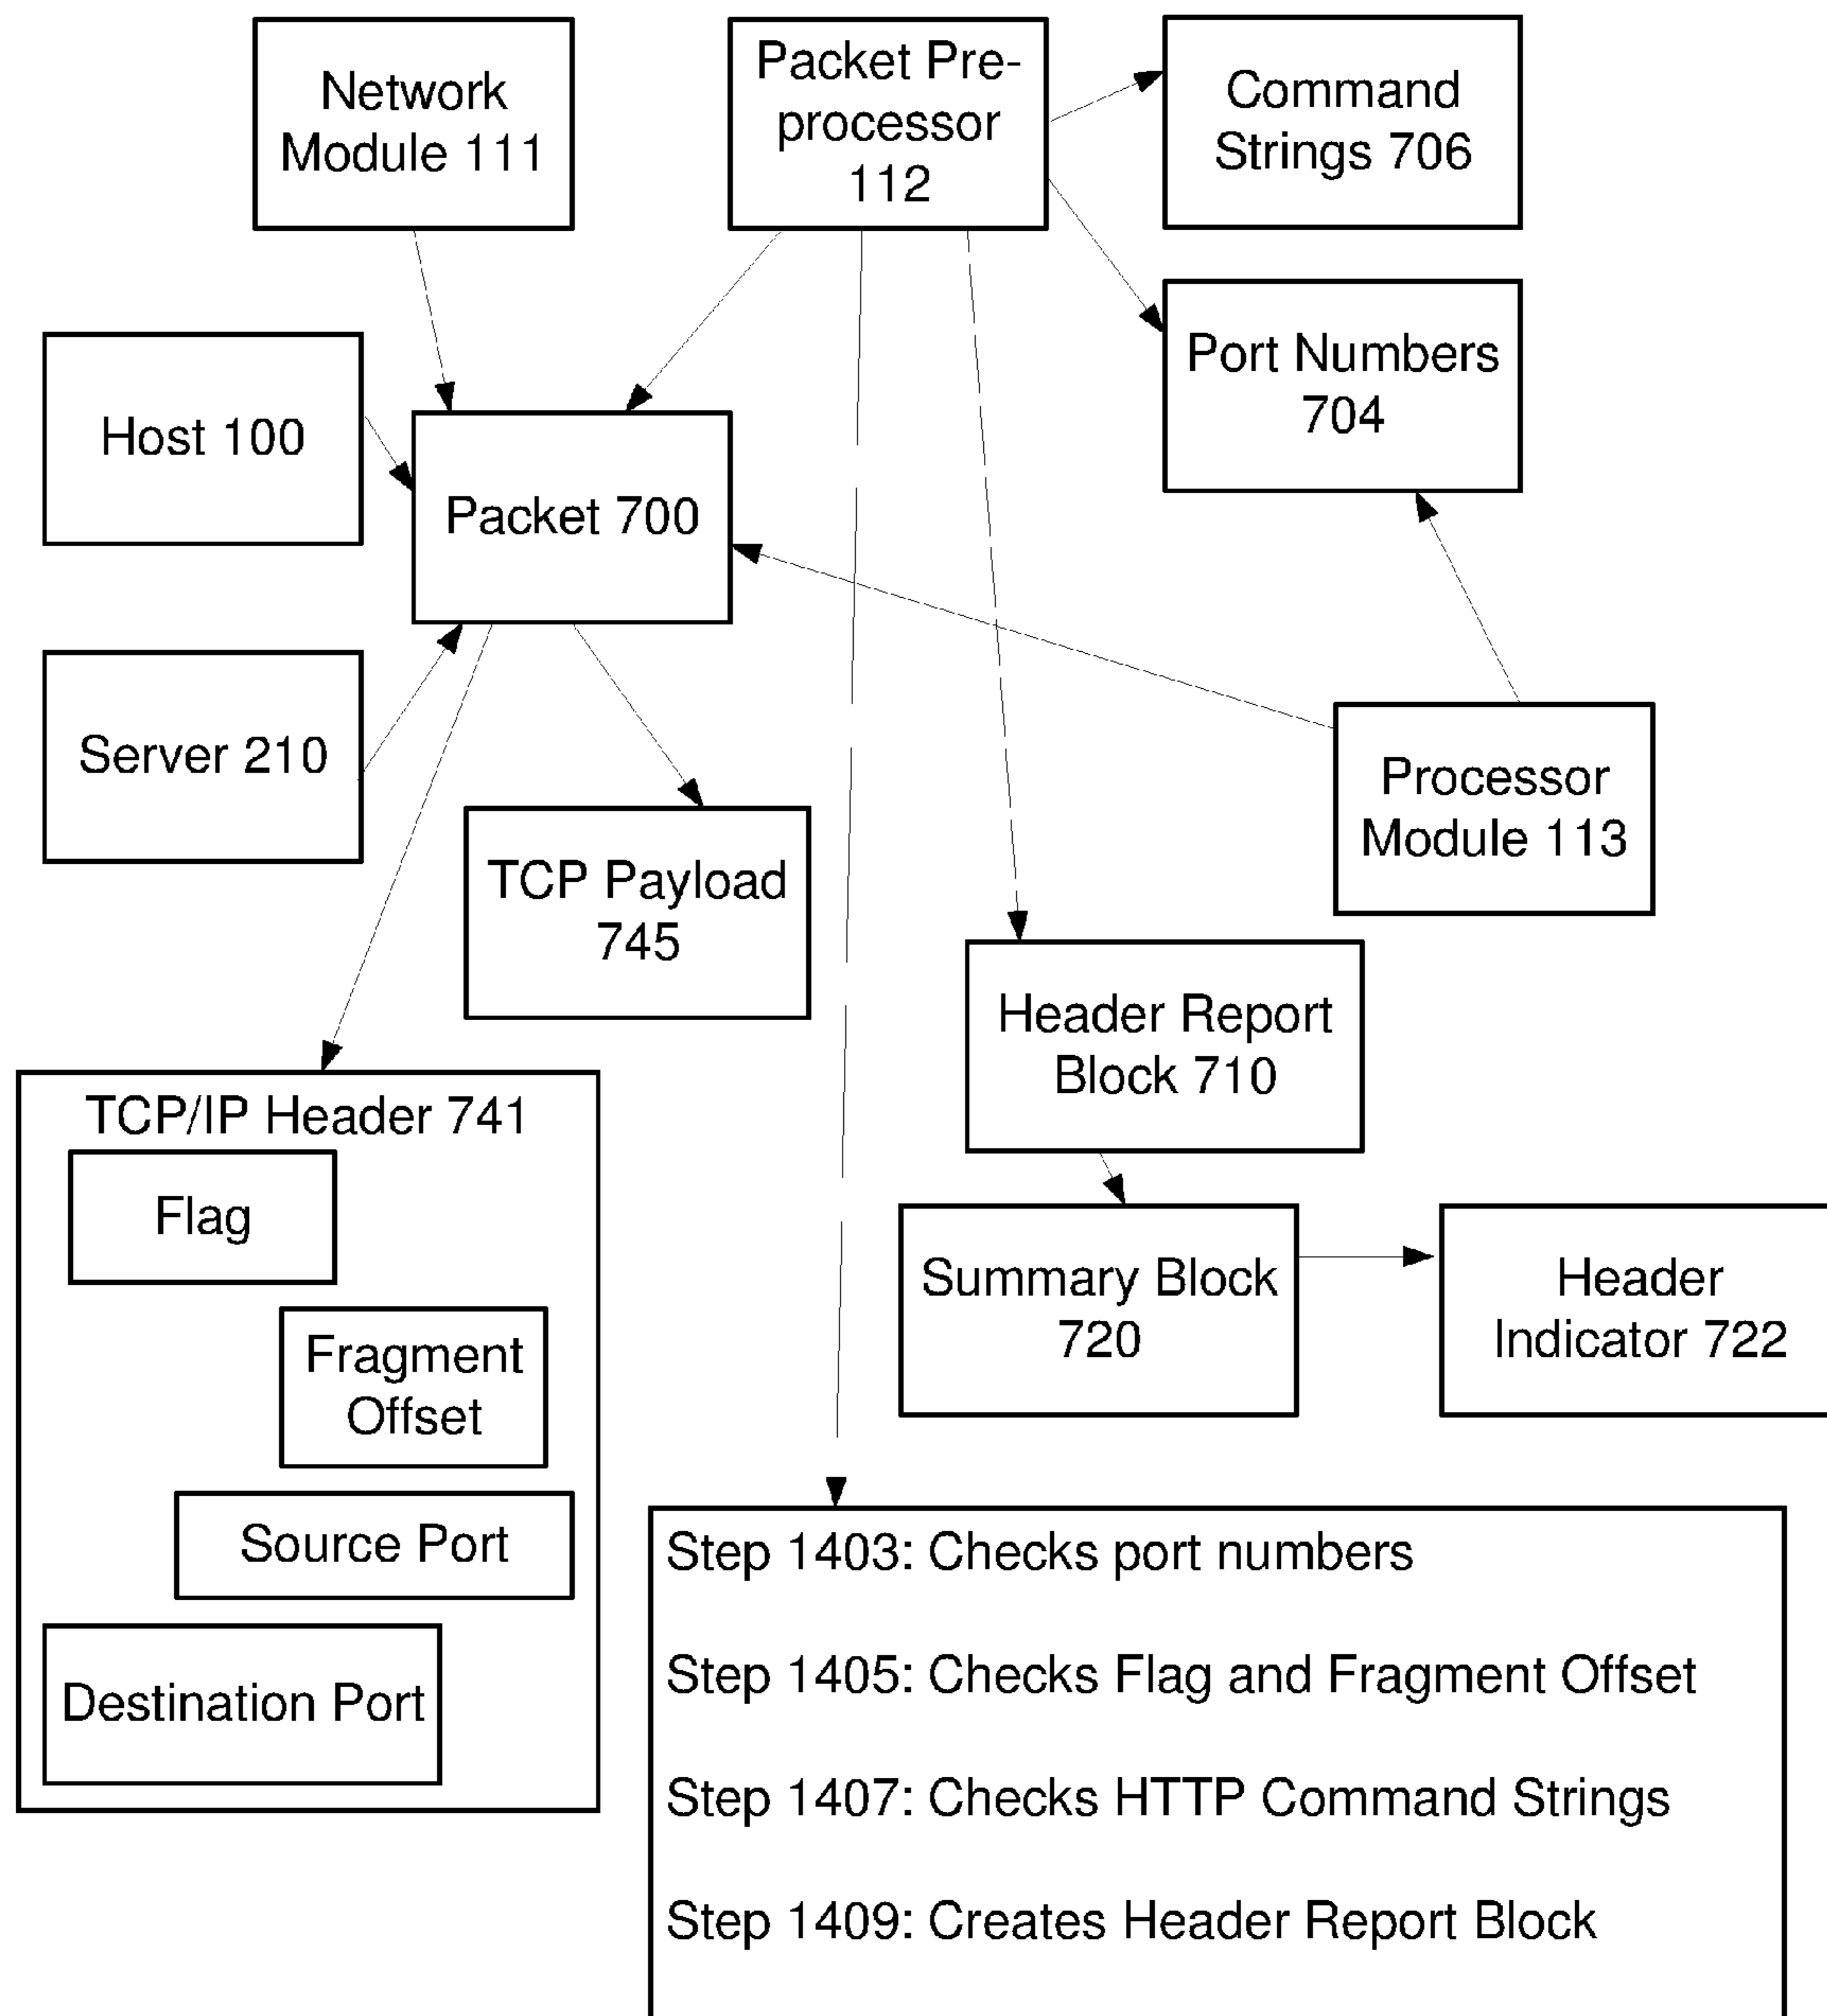 Network
Module 111
Packet Pre-
processor
112
Command
Strings 706
Port Numbers
704
Host 100
Packet 700
Server 210
Processor
Module 113
TCP Payload
745
Header Report
Block 710
TCP/IP Header 741
Flag
Fragment
Offset
Source Port
Destination Port
Summary Block
720
Header
Indicator 722
Step 1403: Checks port numbers
Step 1405: Checks Flag and Fragment Offset
Step 1407: Checks HTTP Command Strings
Step 1409: Creates Header Report Block